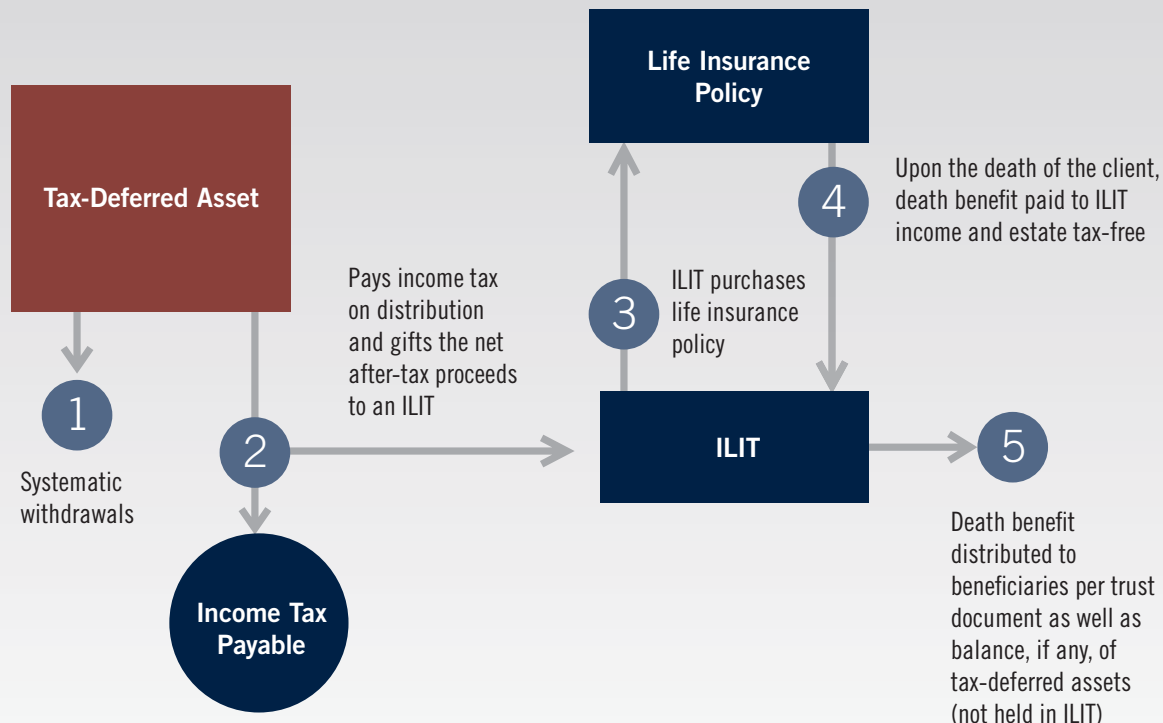 Tax-Deferred Asset
1
Systematic
withdrawals
2
Pays income tax
on distribution
and gifts the net
after-tax proceeds
to an ILIT
Income Tax
Payable
Life Insurance
Policy
3
ILIT purchases
life insurance
policy
4
Upon the death of the client,
death benefit paid to ILIT
income and estate tax-free
ILIT
5
Death benefit
distributed to
beneficiaries per trust
document as well as
balance, if any, of
tax-deferred assets
(not held in ILIT)